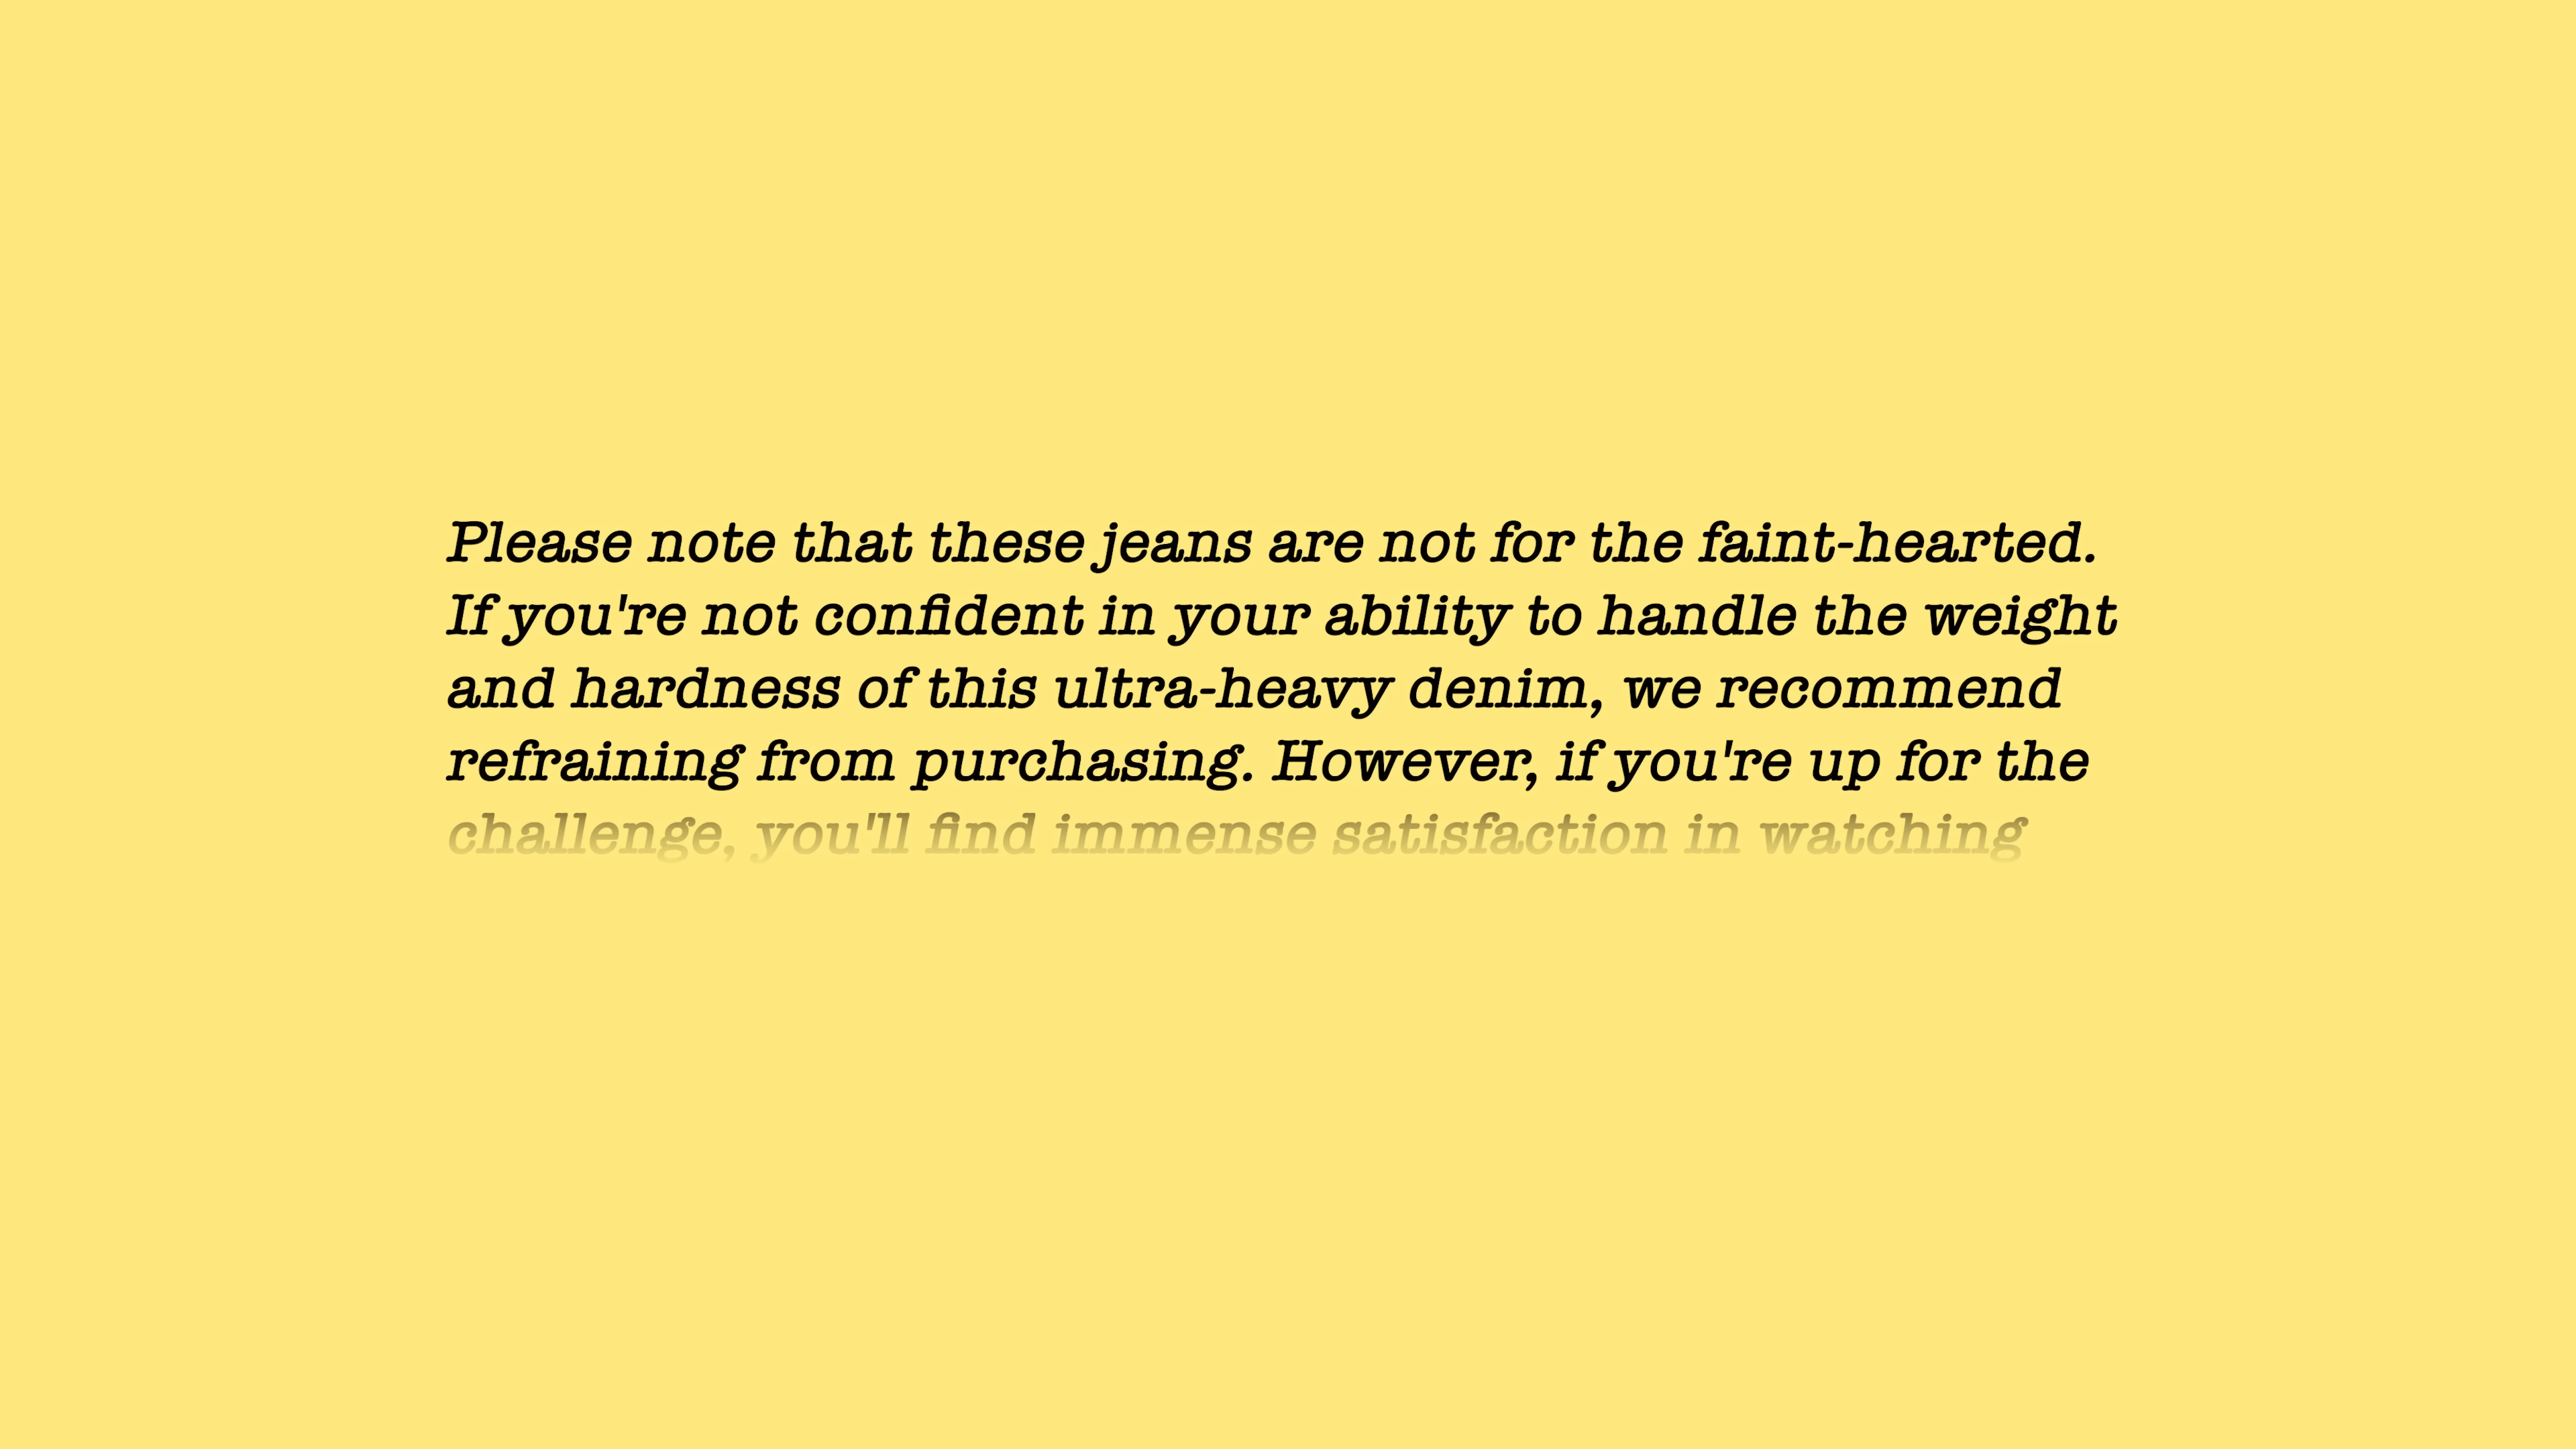 Please note that these jeans are not for the faint-hearted.
If you're not confident in your ability to handle the weight
and hardness of this ultra-heavy denim, we recommend
refraining from purchasing. However, if you're up for the
challenge, you'll find immense satisfaction in watching